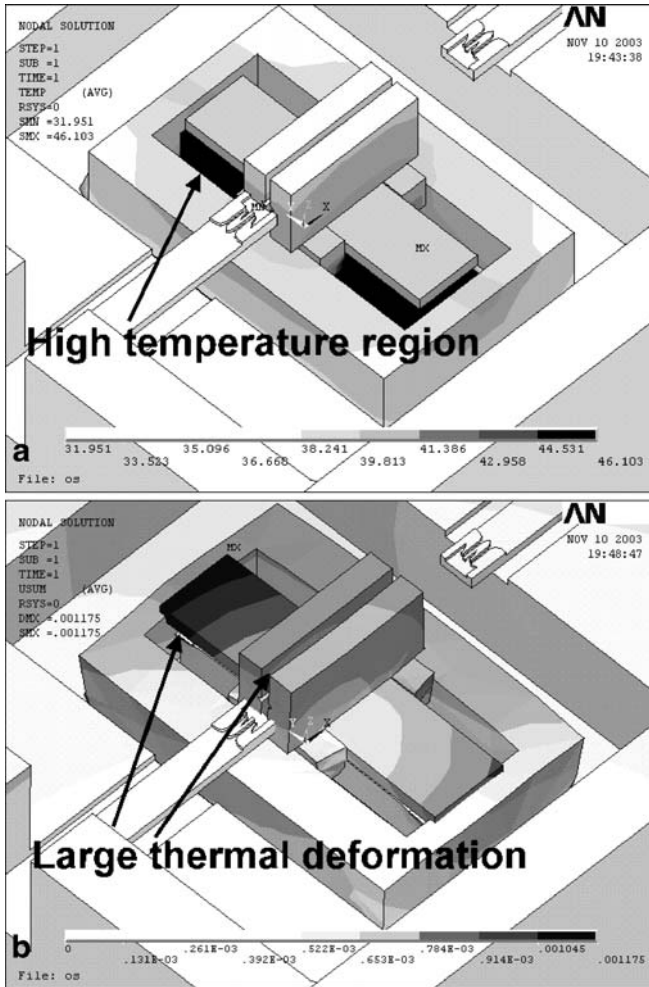 NODAL SOLUTION
STEP=1
SUB =1
TIME=1
TEMP (AVG)
RSYS=0
SMN =31.951
SMX =46.103
AN
NOV 10 2003
19:43:38
MN
Z
X
MX
High temperature region
a
31.951 35.096 38.241 41.386 44.531
33.523 36.668 39.813 42.958 46.103
File: os
NODAL SOLUTION
STEP=1
SUB =1
TIME=1
USUM (AVG)
RSYS=0
DMX =.001175
SMX =.001175
AN
NOV 10 2003
19:48:47
MX
Y Z X
Large thermal deformation
b
0 .261E-03 .522E-03 .784E-03 .001045
.131E-03 .392E-03 .653E-03 .914E-03 .001175
File: os